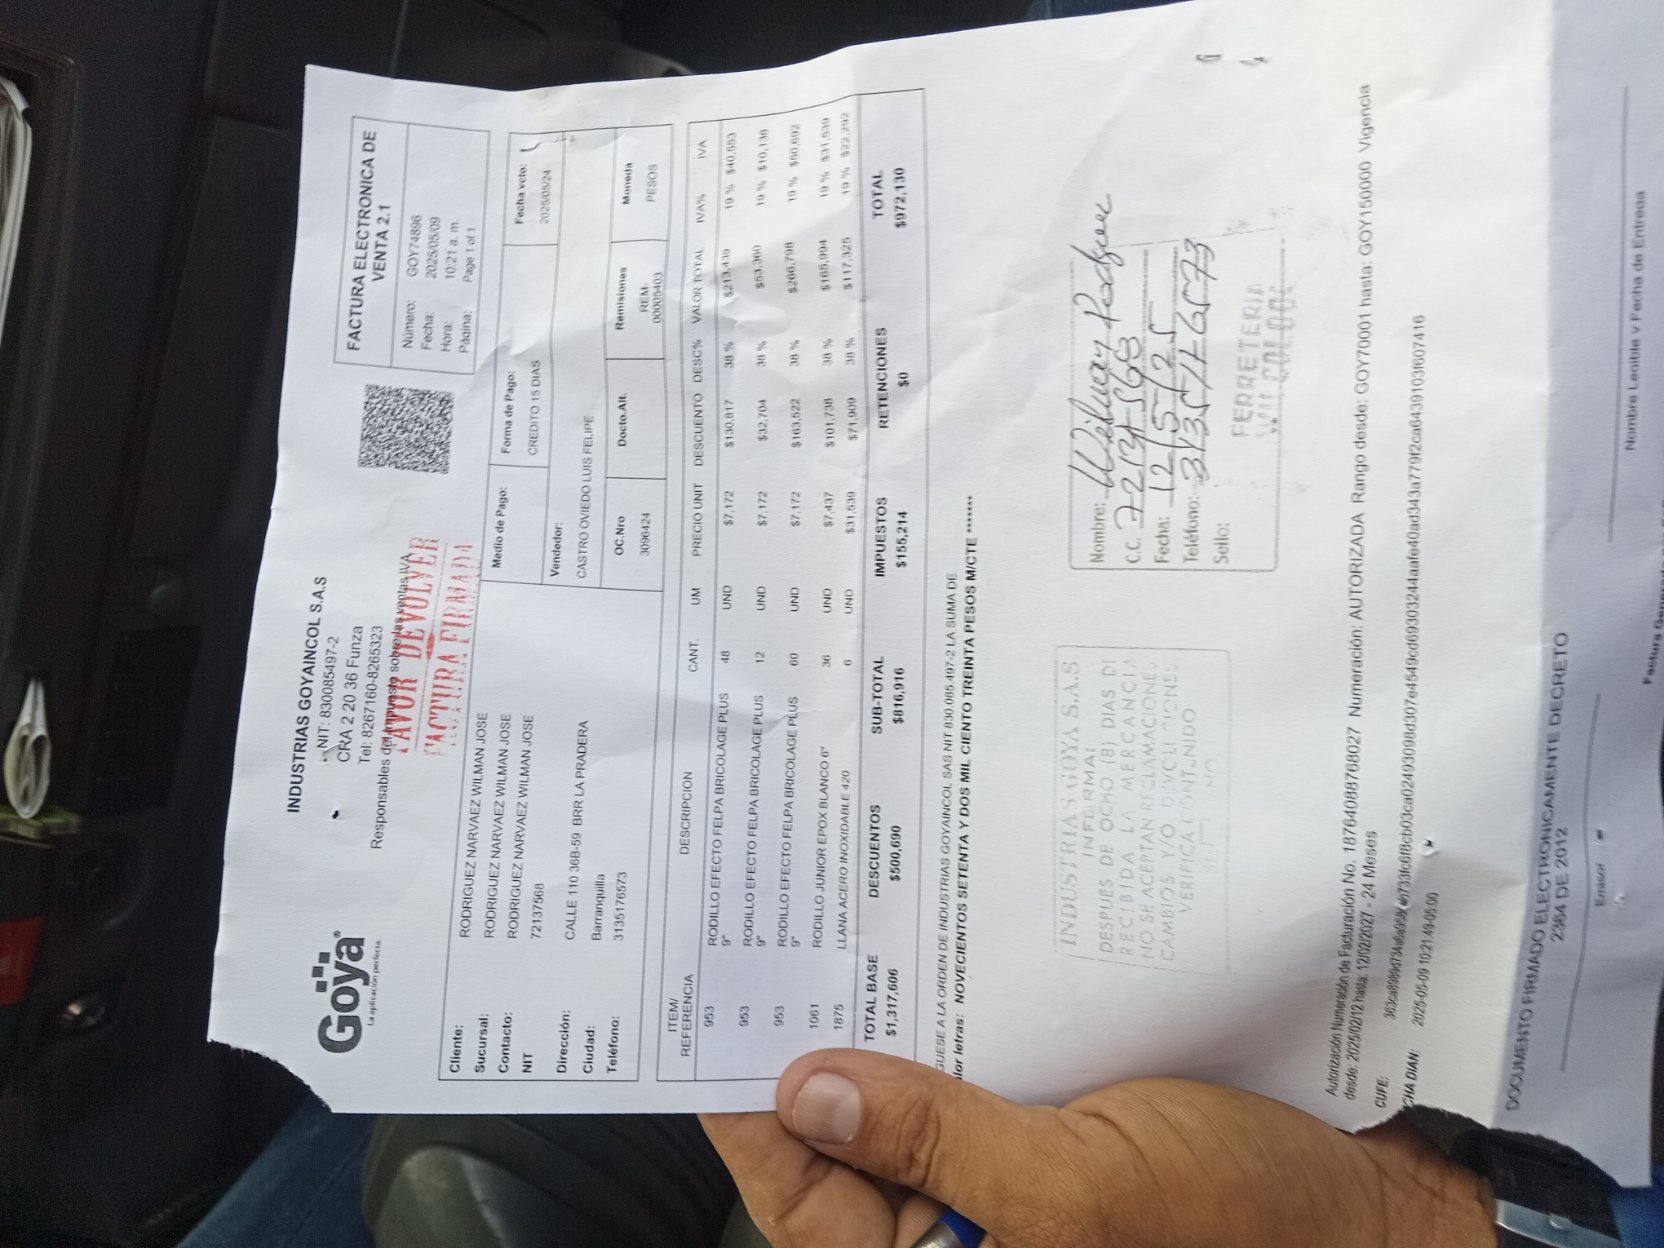 Goya®
La aplicación perfecta.
INDUSTRIAS GOYAINCOL S.A.S
NIT: 830085497-2
CRA 2 20 36 Funza
Tel: 8267160-8265323
Responsables del Impuesto sobre las ventas IVA
FAVOR DEVOLVER
FACTURA FIRMADA
FACTURA ELECTRONICA DE
VENTA 2.1
Número: GOY74896
Fecha: 2025/05/09
Hora: 10:21 a. m.
Página: Page 1 of 1
Cliente: RODRIGUEZ NARVAEZ WILMAN JOSE
Sucursal: RODRIGUEZ NARVAEZ WILMAN JOSE
Contacto: RODRIGUEZ NARVAEZ WILMAN JOSE
NIT 72137568
Dirección: CALLE 110 36B-59 BRR LA PRADERA
Ciudad: Barranquilla
Teléfono: 3135176573
Medio de Pago: Forma de Pago: Fecha vcto:
CREDITO 15 DIAS 2025/05/24
Vendedor:
CASTRO OVIEDO LUIS FELIPE
OC.Nro Docto.Alt. Remisiones Moneda
3096424 REM-00005403 PESOS
ITEM/REFERENCIA DESCRIPCION CANT. UM PRECIO UNIT DESCUENTO DESC% VALOR TOTAL IVA% IVA
953 RODILLO EFECTO FELPA BRICOLAGE PLUS 9" 48 UND $7,172 $130,817 38 % $213,439 19 % $40,553
953 RODILLO EFECTO FELPA BRICOLAGE PLUS 9" 12 UND $7,172 $32,704 38 % $53,360 19 % $10,138
953 RODILLO EFECTO FELPA BRICOLAGE PLUS 9" 60 UND $7,172 $163,522 38 % $266,798 19 % $50,692
1061 RODILLO JUNIOR EPOX BLANCO 6" 36 UND $7,437 $101,738 38 % $165,994 19 % $31,539
1875 LLANA ACERO INOXIDABLE 420 6 UND $31,539 $71,909 38 % $117,325 19 % $22,292
TOTAL BASE DESCUENTOS SUB-TOTAL IMPUESTOS RETENCIONES TOTAL
$1,317,606 $500,690 $816,916 $155,214 $0 $972,130
GUESE A LA ORDEN DE INDUSTRIAS GOYAINCOL SAS NIT 830.085.497-2 LA SUMA DE
alor letras: NOVECIENTOS SETENTA Y DOS MIL CIENTO TREINTA PESOS M/CTE *******
INDUSTRIAS GOYA S.A.S
INFORMA:
DESPUES DE OCHO (8) DIAS DE
RECIBIDA LA MERCANCIA
NO SE ACEPTAN RECLAMACIONES
CAMBIOS Y/O DEVOLUCIONES
VERIFICA CONTENIDO
NO
Nombre: Wilman Rodguez
C.C. 72137568
Fecha: 12/5/25
Teléfono: 3135176573
Sello:
FERRETERIA
Autorización Numeración de Facturación No. 18764088768027 Numeración: AUTORIZADA Rango desde: GOY70001 hasta: GOY150000 Vigencia
desde: 2025/02/12 hasta: 12/02/2027 - 24 Meses
CUFE:
CHA DIAN: 2025-05-09 10:21:49-05:00
DOCUMENTO FIRMADO ELECTRONICAMENTE DECRETO
2364 DE 2012
Emisor
Nombre Legible y Fecha de Entrega
Factura